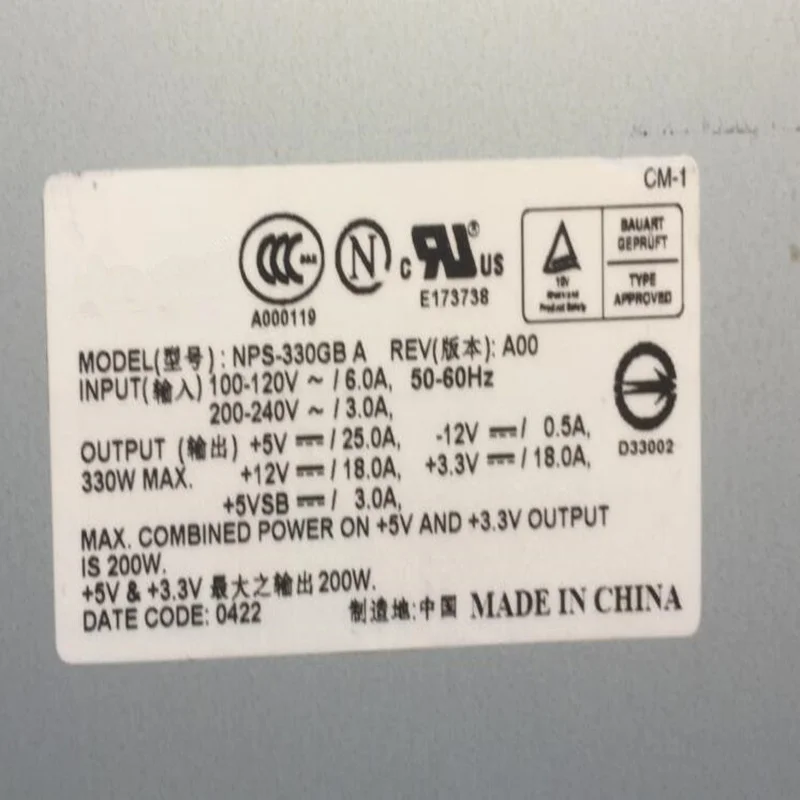 CM-1
CCC
N
c RU ® US
BAUART
GEPRÜFT
TYPE
APPROVED
A000119
E173738
MODEL(型号): NPS-330GB A REV(版本): A00
INPUT(輸入) 100-120V ~ / 6.0A, 50-60Hz
200-240V ~ / 3.0A,
OUTPUT (輸出) +5V ⎓ / 25.0A, -12V ⎓ / 0.5A,
330W MAX. +12V ⎓ / 18.0A, +3.3V ⎓ / 18.0A,
+5VSB ⎓ / 3.0A,
D33002
MAX. COMBINED POWER ON +5V AND +3.3V OUTPUT
IS 200W.
+5V & +3.3V 最大之輸出 200W.
DATE CODE: 0422 制造地:中国 MADE IN CHINA